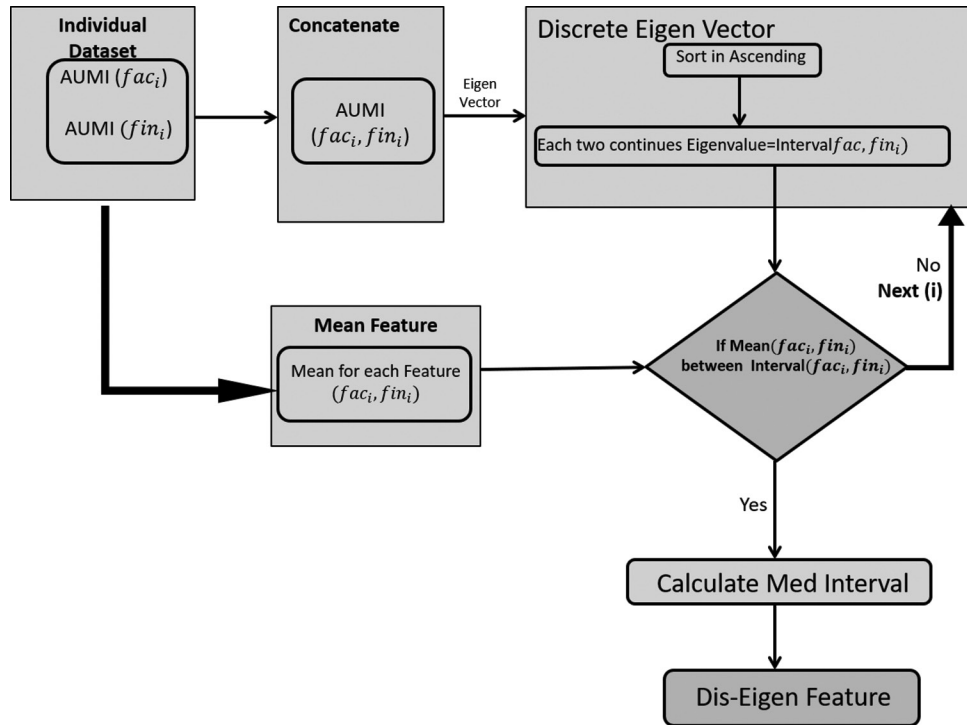 Individual
Dataset
AUMI (fac_i)
AUMI (fin_i)
Concatenate
AUMI
(fac_i, fin_i)
Eigen
Vector
Discrete Eigen Vector
Sort in Ascending
Each two continues Eigenvalue=Intervalfac, fin_i)
Mean Feature
Mean for each Feature
(fac_i, fin_i)
If Mean(fac_i, fin_i)
between Interval(fac_i, fin_i)
No
Next (i)
Yes
Calculate Med Interval
Dis-Eigen Feature